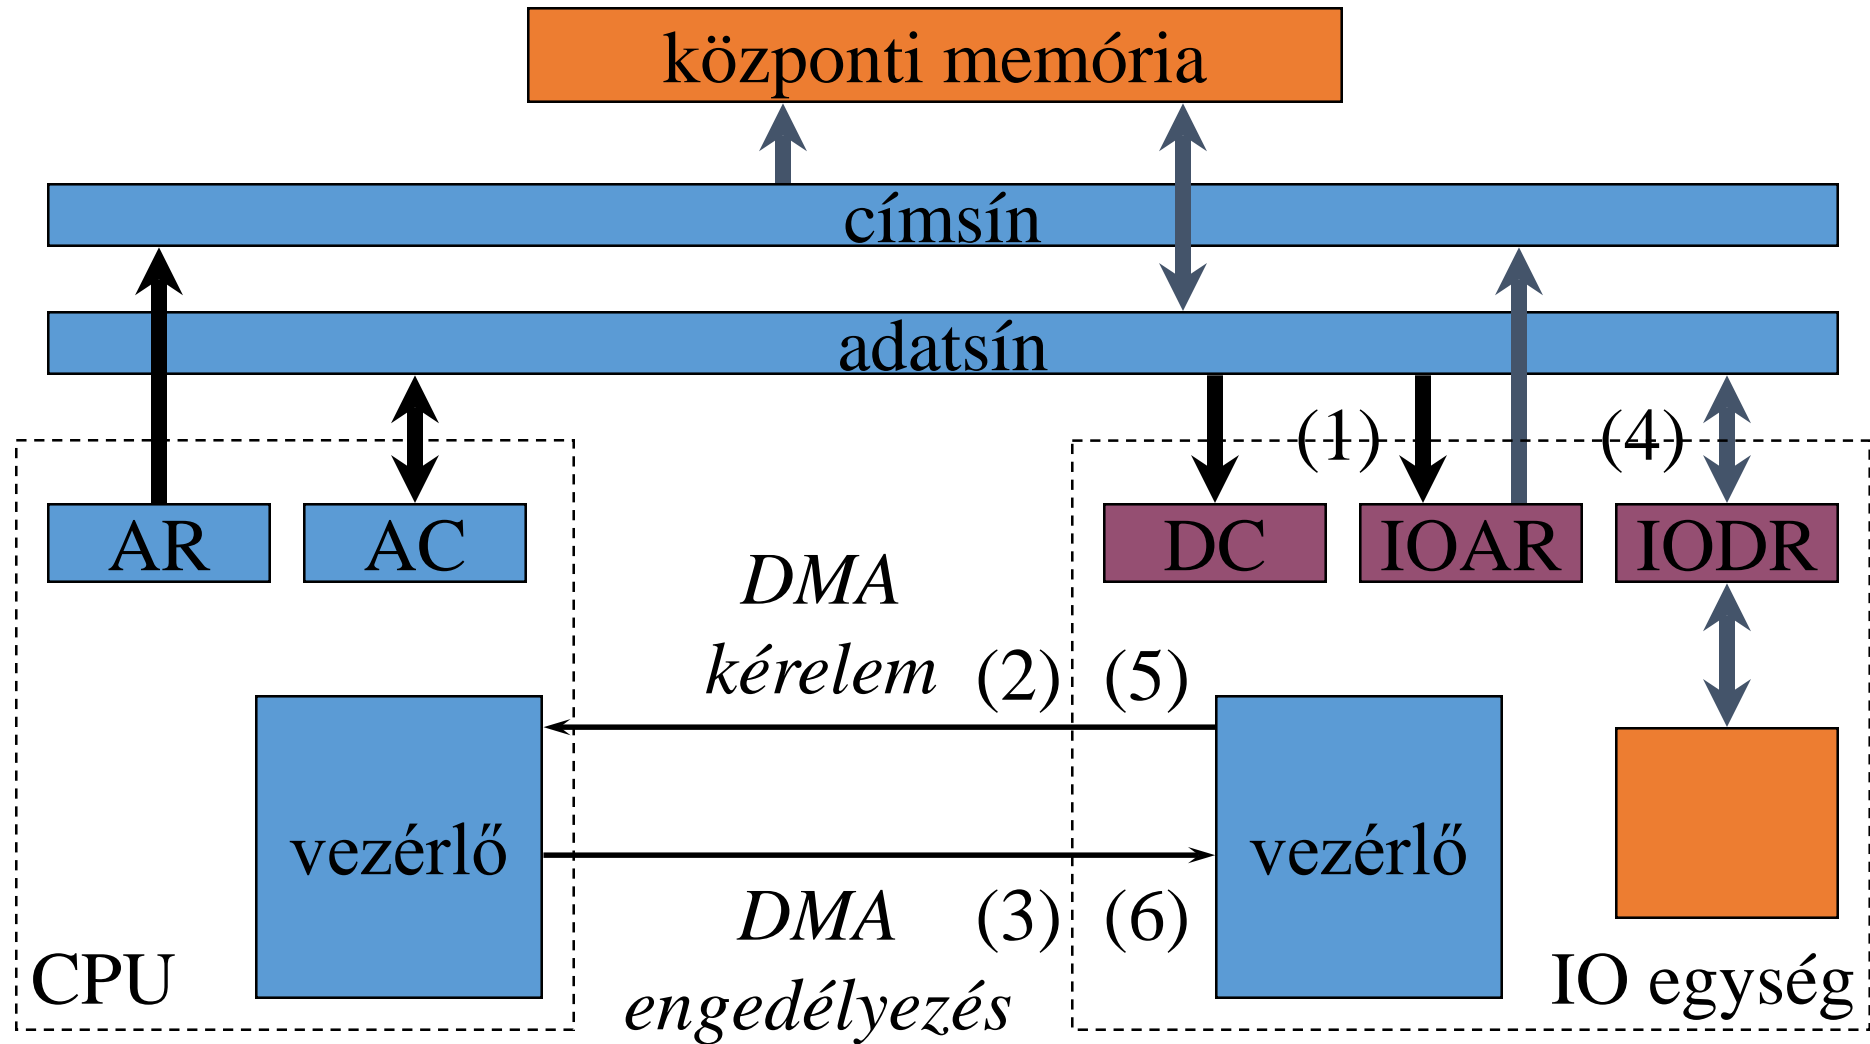 központi memória
címsín
adatsín
(1)
(4)
AR
AC
DC
IOAR
IODR
DMA
kérelem
(2)
(5)
vezérlő
vezérlő
DMA
engedélyezés
(3)
(6)
CPU
IO egység